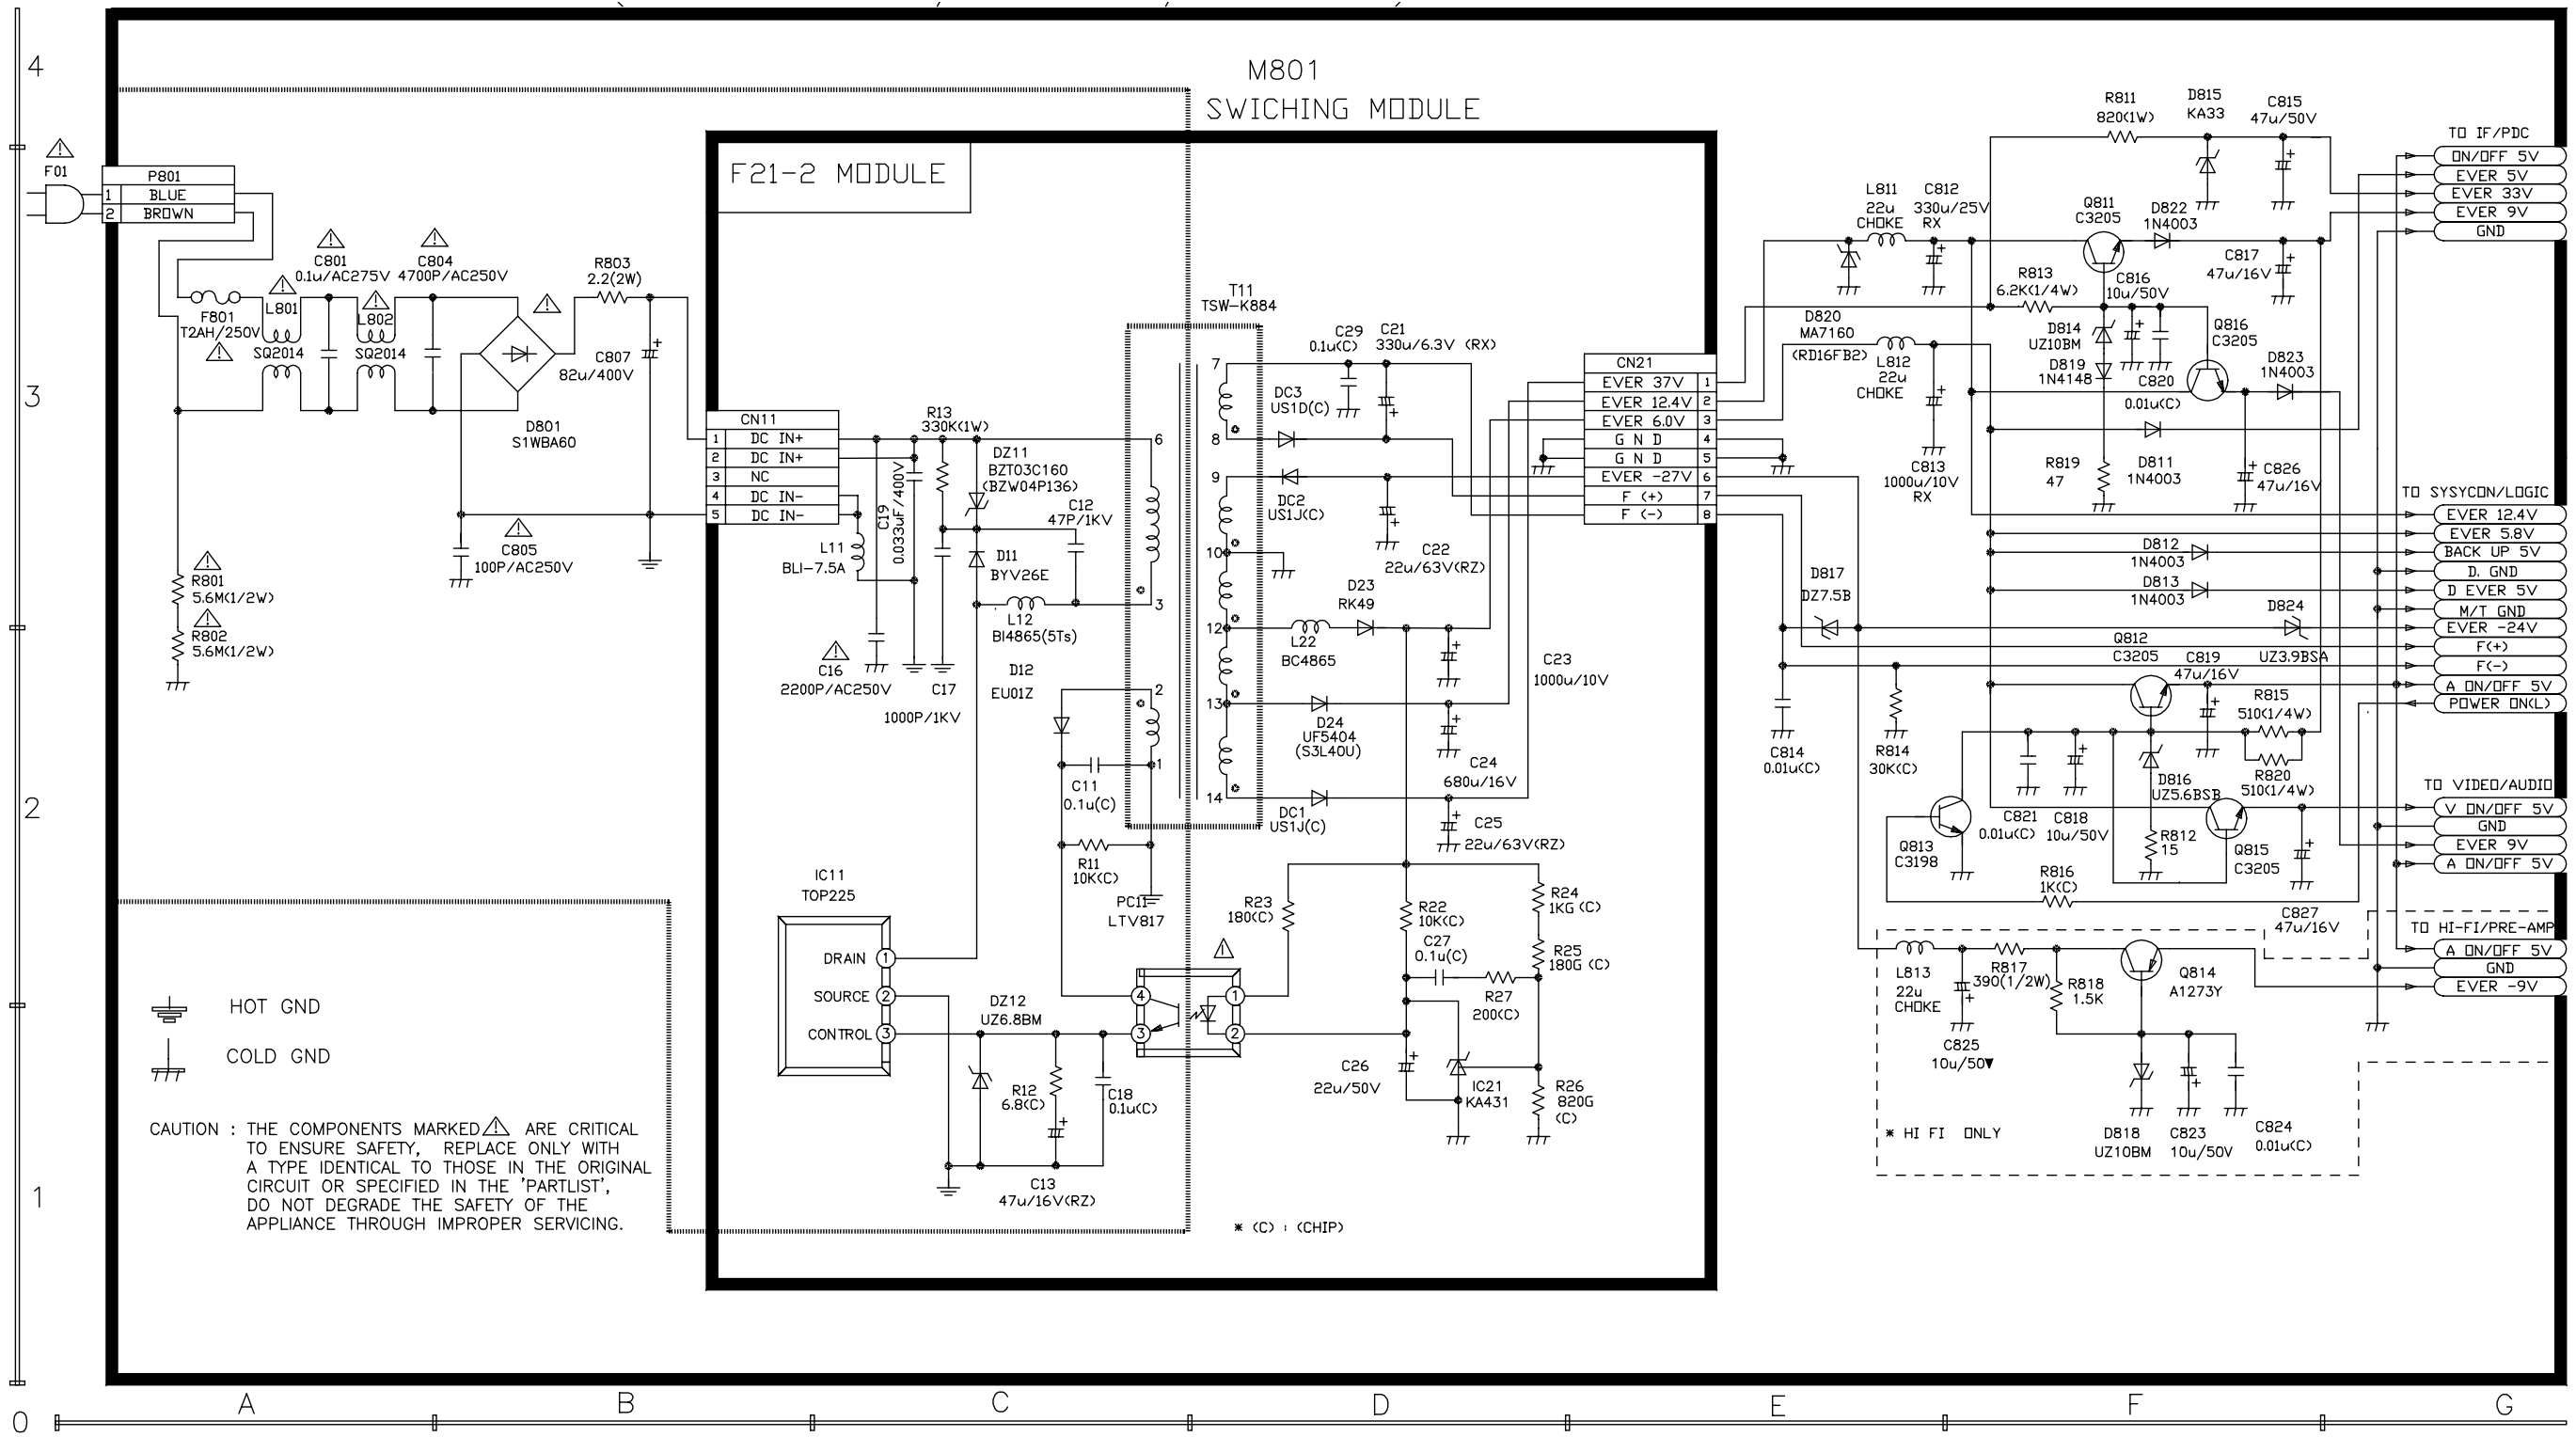 4
3
2
1
0
A
B
C
D
E
F
G
M801
SWICHING MODULE
F21-2 MODULE
F01
P801
1 BLUE
2 BROWN
C801
0.1u/AC275V
C804
4700P/AC250V
R803
2.2(2W)
F801
T2AH/250V
L801
L802
SQ2014
SQ2014
C807
82u/400V
D801
S1WBA60
C805
100P/AC250V
R801
5.6M(1/2W)
R802
5.6M(1/2W)
CN11
1 DC IN+
2 DC IN+
3 NC
4 DC IN-
5 DC IN-
R13
330K(1W)
DZ11
BZT03C160
(BZW04P136)
C19
0.033uF/400V
C12
47P/1KV
L11
BLI-7.5A
D11
BYV26E
L12
BI4865(5Ts)
C16
2200P/AC250V
C17
1000P/1KV
D12
EU01Z
C11
0.1u(C)
R11
10K(C)
PC11
LTV817
IC11
TOP225
DRAIN 1
SOURCE 2
CONTROL 3
DZ12
UZ6.8BM
R12
6.8(C)
C18
0.1u(C)
C13
47u/16V(RZ)
4
3
1
2
T11
TSW-K884
6
3
2
1
7
8
9
10
12
13
14
C29
0.1u(C)
C21
330u/6.3V (RX)
DC3
US1D(C)
DC2
US1J(C)
C22
22u/63V(RZ)
D23
RK49
L22
BC4865
C23
1000u/10V
D24
UF5404
(S3L40U)
C24
680u/16V
DC1
US1J(C)
C25
22u/63V(RZ)
R23
180(C)
R22
10K(C)
R24
1KG (C)
R25
180G (C)
C27
0.1u(C)
R27
200(C)
C26
22u/50V
IC21
KA431
R26
820G
(C)
* (C) : (CHIP)
CN21
EVER 37V 1
EVER 12.4V 2
EVER 6.0V 3
G N D 4
G N D 5
EVER -27V 6
F (+) 7
F (-) 8
L811
22u
CHOKE
C812
330u/25V
RX
D820
MA7160
(RD16FB2)
L812
22u
CHOKE
C813
1000u/10V
RX
R811
820(1W)
D815
KA33
C815
47u/50V
Q811
C3205
D822
1N4003
C817
47u/16V
R813
6.2K(1/4W)
C816
10u/50V
D814
UZ10BM
D819
1N4148
Q816
C3205
C820
0.01u(C)
D823
1N4003
R819
47
D811
1N4003
C826
47u/16V
D812
1N4003
D813
1N4003
D817
DZ7.5B
D824
UZ3.9BSA
Q812
C3205
C819
47u/16V
R815
510(1/4W)
R820
510(1/4W)
C814
0.01u(C)
R814
30K(C)
D816
UZ5.6BSB
C821
0.01u(C)
C818
10u/50V
R812
15
Q813
C3198
Q815
C3205
R816
1K(C)
C827
47u/16V
L813
22u
CHOKE
R817
390(1/2W)
R818
1.5K
Q814
A1273Y
C825
10u/50V
* HI FI ONLY
D818
UZ10BM
C823
10u/50V
C824
0.01u(C)
TO IF/PDC
ON/OFF 5V
EVER 5V
EVER 33V
EVER 9V
GND
TO SYSYCON/LOGIC
EVER 12.4V
EVER 5.8V
BACK UP 5V
D. GND
D EVER 5V
M/T GND
EVER -24V
F(+)
F(-)
A ON/OFF 5V
POWER ON(L)
TO VIDEO/AUDIO
V ON/OFF 5V
GND
EVER 9V
A ON/OFF 5V
TO HI-FI/PRE-AMP
A ON/OFF 5V
GND
EVER -9V
HOT GND
COLD GND
CAUTION : THE COMPONENTS MARKED ARE CRITICAL
TO ENSURE SAFETY, REPLACE ONLY WITH
A TYPE IDENTICAL TO THOSE IN THE ORIGINAL
CIRCUIT OR SPECIFIED IN THE 'PARTLIST',
DO NOT DEGRADE THE SAFETY OF THE
APPLIANCE THROUGH IMPROPER SERVICING.